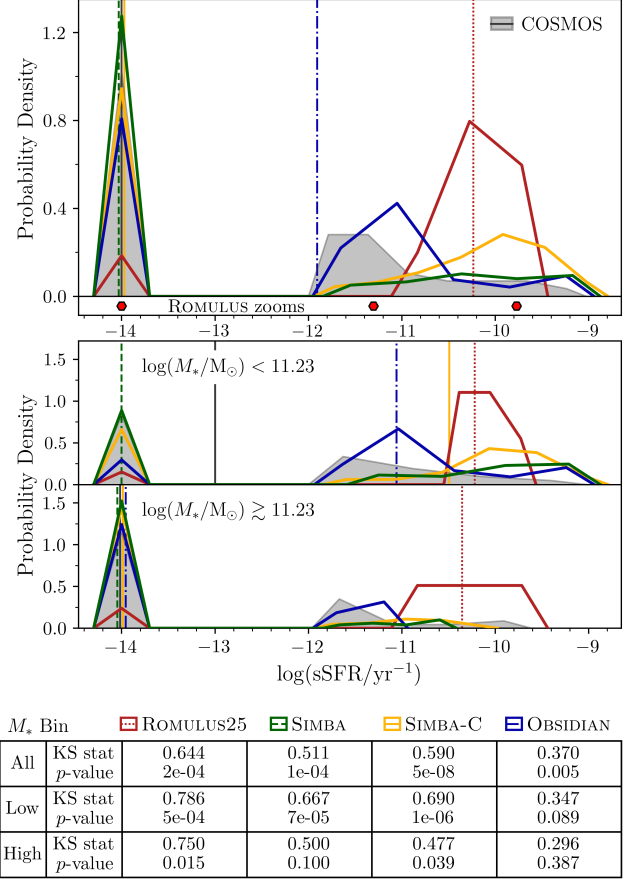 COSMOS
Probability Density
1.2
0.8
0.4
0.0
ROMULUS zooms
−14 −13 −12 −11 −10 −9
log(M*/M⊙) < 11.23
Probability Density
1.5
1.0
0.5
0.0
log(M*/M⊙) ≳ 11.23
Probability Density
1.5
1.0
0.5
0.0
−14 −13 −12 −11 −10 −9
log(sSFR/yr⁻¹)
M* Bin ROMULUS25 SIMBA SIMBA-C OBSIDIAN
All KS stat 0.644 0.511 0.590 0.370
p-value 2e-04 1e-04 5e-08 0.005
Low KS stat 0.786 0.667 0.690 0.347
p-value 5e-04 7e-05 1e-06 0.089
High KS stat 0.750 0.500 0.477 0.296
p-value 0.015 0.100 0.039 0.387